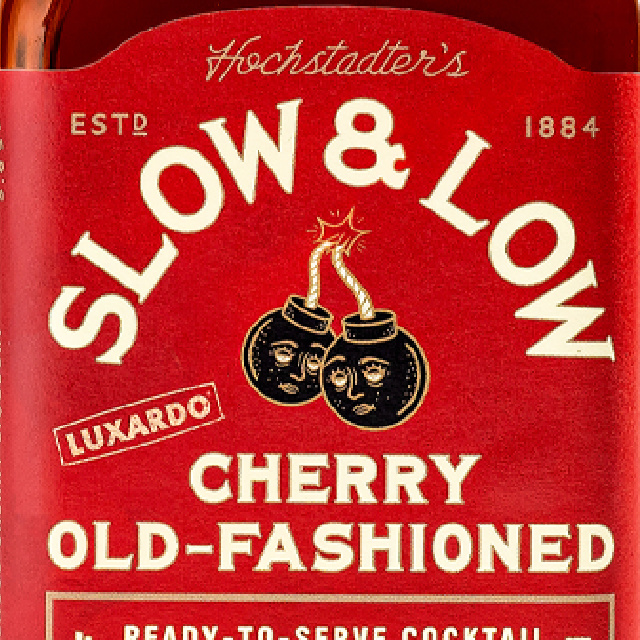 Hochstadter's
ESTD 1884
SLOW & LOW
LUXARDO
CHERRY
OLD-FASHIONED
READY-TO-SERVE COCKTAIL